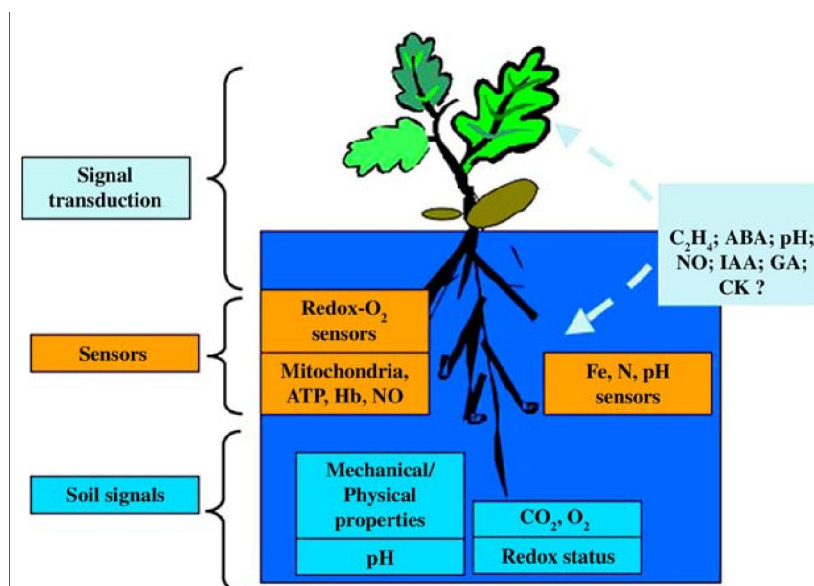 Signal
transduction
C₂H₄; ABA; pH;
NO; IAA; GA;
CK ?
Redox-O₂
sensors
Sensors
Mitochondria,
ATP, Hb, NO
Fe, N, pH
sensors
Soil signals
Mechanical/
Physical
properties
pH
CO₂, O₂
Redox status